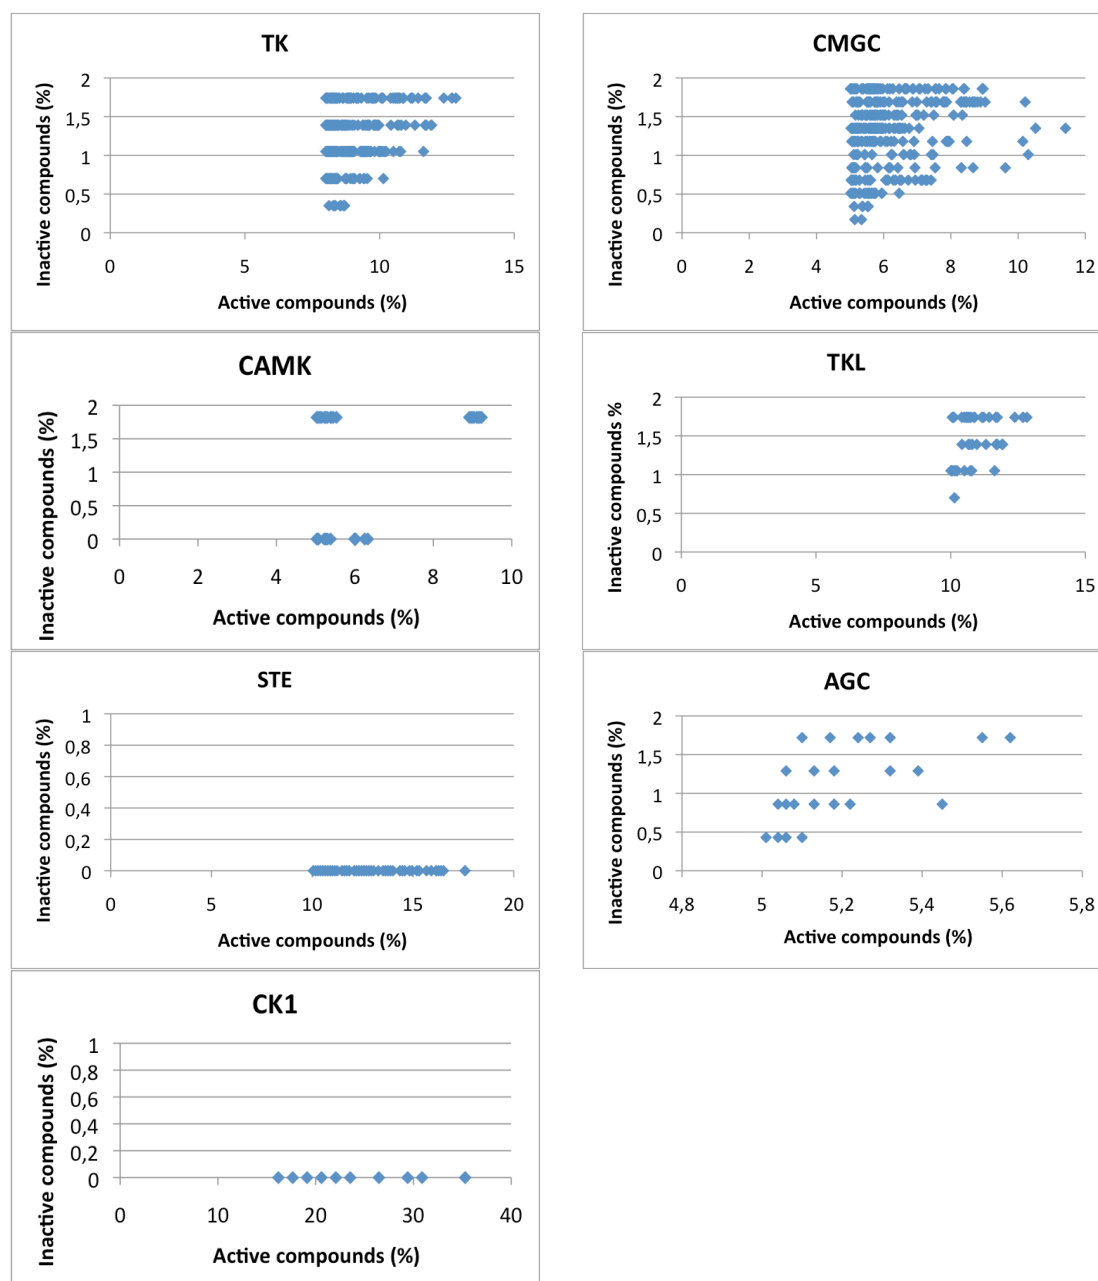 TK
Inactive compounds (%)
2
1,5
1
0,5
0
0 5 10 15
Active compounds (%)
CMGC
Inactive compounds (%)
2
1,5
1
0,5
0
0 2 4 6 8 10 12
Active compounds (%)
CAMK
Inactive compounds (%)
2
1,5
1
0,5
0
0 2 4 6 8 10
Active compounds (%)
TKL
Inactive compounds %
2
1,5
1
0,5
0
0 5 10 15
Active compounds (%)
STE
Inactive compounds (%)
1
0,8
0,6
0,4
0,2
0
0 5 10 15 20
Active compounds (%)
AGC
Inactive compounds (%)
2
1,5
1
0,5
0
4,8 5 5,2 5,4 5,6 5,8
Active compounds (%)
CK1
Inactive compounds (%)
1
0,8
0,6
0,4
0,2
0
0 10 20 30 40
Active compounds (%)